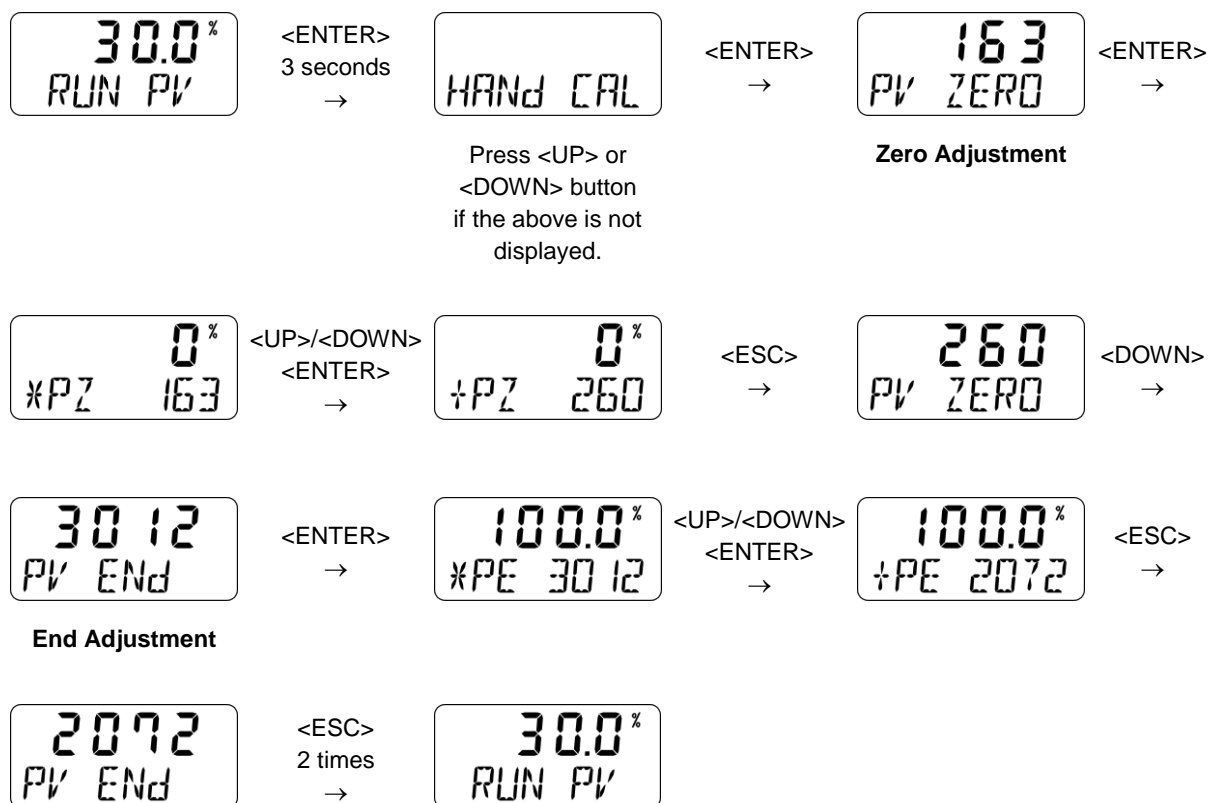 30.0%
RUN PV
<ENTER>
3 seconds
→
HANd CAL
Press <UP> or
<DOWN> button
if the above is not
displayed.
<ENTER>
→
163
PV ZERO
Zero Adjustment
<ENTER>
→
0%
*PZ 163
<UP>/<DOWN>
<ENTER>
→
0%
+PZ 260
<ESC>
→
260
PV ZERO
<DOWN>
→
3012
PV ENd
End Adjustment
<ENTER>
→
100.0%
*PE 3012
<UP>/<DOWN>
<ENTER>
→
100.0%
+PE 2072
<ESC>
→
2072
PV ENd
<ESC>
2 times
→
30.0%
RUN PV